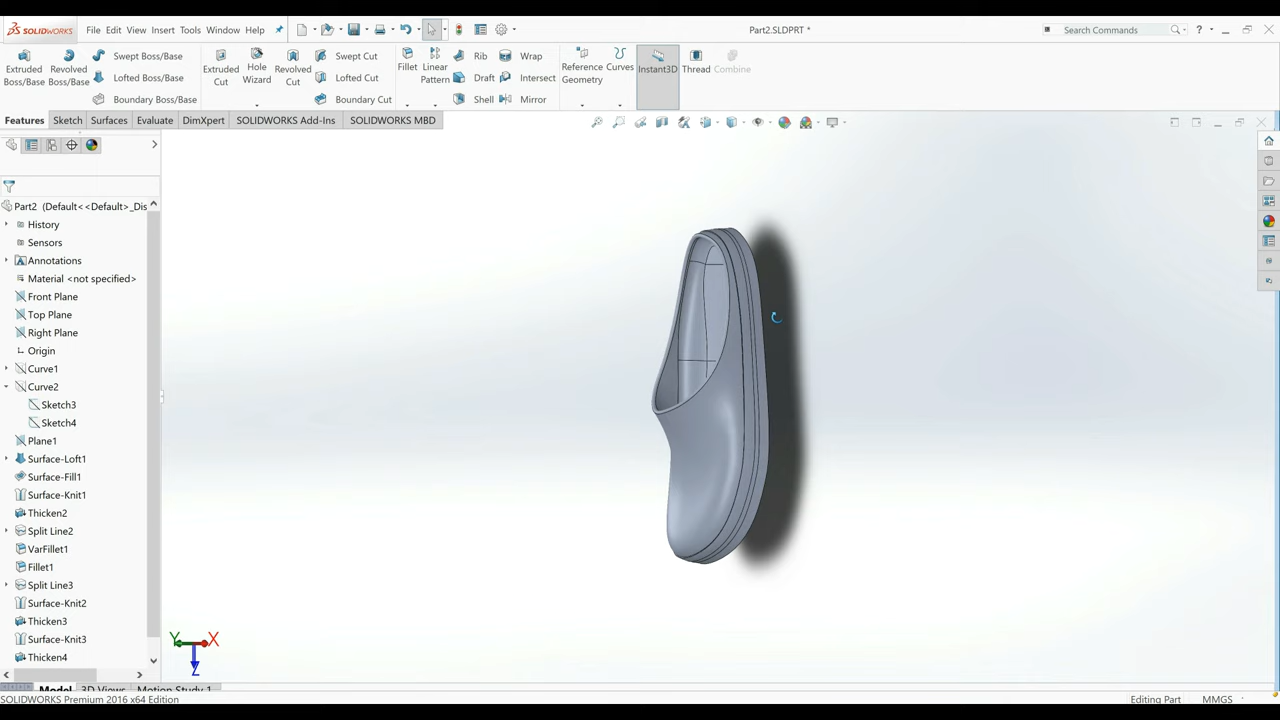 SOLIDWORKS File Edit View Insert Tools Window Help Part2.SLDPRT * Search Commands
Extruded Boss/Base
Revolved Boss/Base
Swept Boss/Base
Lofted Boss/Base
Boundary Boss/Base
Extruded Cut
Hole Wizard
Revolved Cut
Swept Cut
Lofted Cut
Boundary Cut
Fillet
Linear Pattern
Rib
Draft
Shell
Wrap
Intersect
Mirror
Reference Geometry
Curves
Instant3D
Thread
Combine
Features Sketch Surfaces Evaluate DimXpert SOLIDWORKS Add-Ins SOLIDWORKS MBD
Part2 (Default<<Default>_Dis
History
Sensors
Annotations
Material <not specified>
Front Plane
Top Plane
Right Plane
Origin
Curve1
Curve2
Sketch3
Sketch4
Plane1
Surface-Loft1
Surface-Fill1
Surface-Knit1
Thicken2
Split Line2
VarFillet1
Fillet1
Split Line3
Surface-Knit2
Thicken3
Surface-Knit3
Thicken4
Y X
Z
Model 3D Views Motion Study 1
SOLIDWORKS Premium 2016 x64 Edition Editing Part MMGS